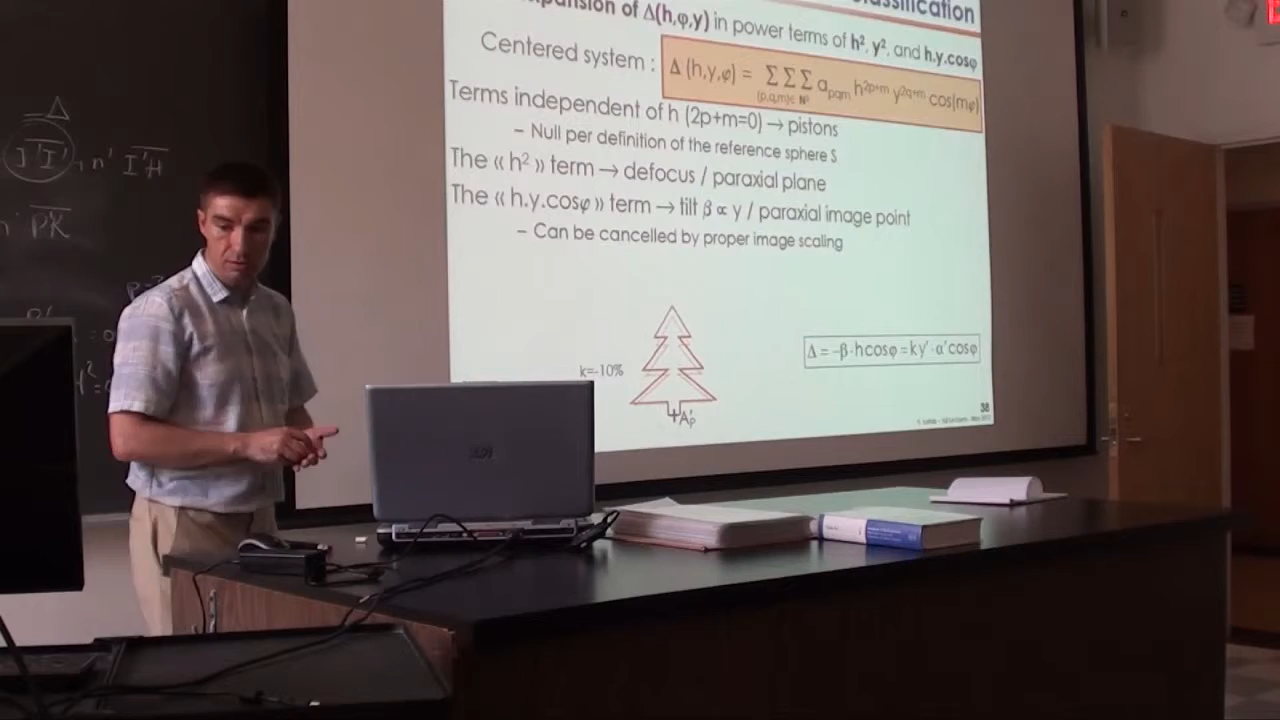 =Δ
I'I' + n' I'H
PK
Classification
expansion of Δ(h,φ,y) in power terms of h², y², and h.y.cosφ
Centered system : Δ (h,y,φ) = ∑ ∑ ∑ a_pqm h^2p+m y^2q+m cos(mφ)
(p,q,m)∈ ℕ³
Terms independent of h (2p+m=0) → pistons
– Null per definition of the reference sphere S
The « h² » term → defocus / paraxial plane
The « h.y.cosφ » term → tilt β ∝ y / paraxial image point
– Can be cancelled by proper image scaling
k=-10%
Δ = -β·hcosφ = ky'·α'cosφ
A'p
38